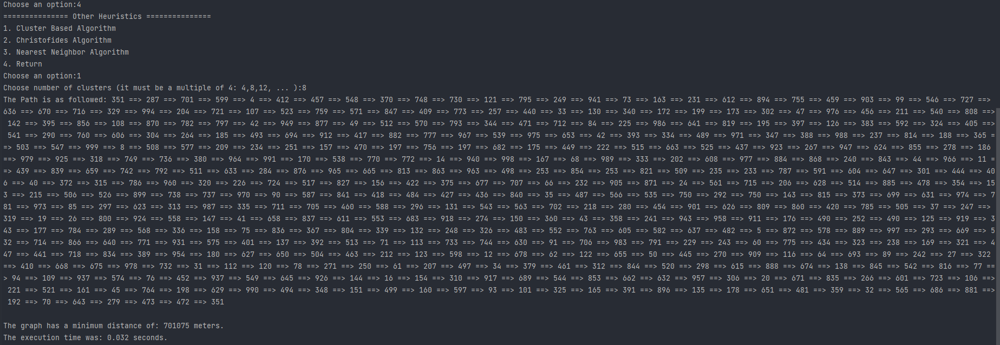 Choose an option:4
=============== Other Heuristics ===============
1. Cluster Based Algorithm
2. Christofides Algorithm
3. Nearest Neighbor Algorithm
4. Return
Choose an option:1
Choose number of clusters (it must be a multiple of 4: 4,8,12, ... ):8
The Path is as followed: 351 ==> 287 ==> 701 ==> 599 ==> 4 ==> 412 ==> 457 ==> 548 ==> 370 ==> 748 ==> 730 ==> 121 ==> 795 ==> 249 ==> 941 ==> 73 ==> 163 ==> 231 ==> 612 ==> 894 ==> 755 ==> 459 ==> 903 ==> 99 ==> 546 ==> 727 ==>
636 ==> 670 ==> 716 ==> 329 ==> 994 ==> 204 ==> 721 ==> 107 ==> 523 ==> 759 ==> 571 ==> 847 ==> 409 ==> 773 ==> 257 ==> 440 ==> 33 ==> 130 ==> 340 ==> 172 ==> 199 ==> 173 ==> 302 ==> 47 ==> 976 ==> 456 ==> 211 ==> 540 ==> 808 ==>
142 ==> 395 ==> 856 ==> 108 ==> 870 ==> 782 ==> 797 ==> 42 ==> 949 ==> 877 ==> 49 ==> 512 ==> 570 ==> 793 ==> 344 ==> 471 ==> 712 ==> 84 ==> 225 ==> 986 ==> 641 ==> 819 ==> 195 ==> 397 ==> 126 ==> 383 ==> 592 ==> 324 ==> 405 ==>
541 ==> 290 ==> 760 ==> 606 ==> 304 ==> 264 ==> 185 ==> 493 ==> 694 ==> 912 ==> 417 ==> 882 ==> 777 ==> 967 ==> 539 ==> 975 ==> 653 ==> 42 ==> 393 ==> 334 ==> 489 ==> 971 ==> 347 ==> 388 ==> 988 ==> 237 ==> 814 ==> 188 ==> 365 =
=> 503 ==> 547 ==> 999 ==> 8 ==> 508 ==> 577 ==> 209 ==> 234 ==> 251 ==> 157 ==> 470 ==> 197 ==> 756 ==> 197 ==> 682 ==> 175 ==> 449 ==> 222 ==> 515 ==> 663 ==> 525 ==> 437 ==> 923 ==> 267 ==> 947 ==> 624 ==> 855 ==> 278 ==> 186
==> 979 ==> 925 ==> 318 ==> 749 ==> 736 ==> 380 ==> 964 ==> 991 ==> 170 ==> 538 ==> 770 ==> 772 ==> 14 ==> 940 ==> 998 ==> 167 ==> 68 ==> 989 ==> 333 ==> 202 ==> 608 ==> 977 ==> 884 ==> 868 ==> 240 ==> 843 ==> 44 ==> 966 ==> 11 =
=> 439 ==> 839 ==> 659 ==> 742 ==> 792 ==> 511 ==> 633 ==> 284 ==> 876 ==> 965 ==> 665 ==> 813 ==> 863 ==> 963 ==> 498 ==> 253 ==> 854 ==> 253 ==> 821 ==> 509 ==> 235 ==> 233 ==> 787 ==> 591 ==> 604 ==> 647 ==> 301 ==> 444 ==> 40
6 ==> 40 ==> 372 ==> 315 ==> 786 ==> 960 ==> 320 ==> 226 ==> 724 ==> 517 ==> 827 ==> 156 ==> 422 ==> 375 ==> 677 ==> 707 ==> 66 ==> 232 ==> 905 ==> 871 ==> 24 ==> 561 ==> 715 ==> 206 ==> 628 ==> 514 ==> 885 ==> 478 ==> 354 ==> 15
3 ==> 215 ==> 506 ==> 526 ==> 899 ==> 738 ==> 737 ==> 970 ==> 90 ==> 587 ==> 841 ==> 418 ==> 484 ==> 427 ==> 436 ==> 840 ==> 35 ==> 487 ==> 566 ==> 535 ==> 750 ==> 292 ==> 750 ==> 143 ==> 815 ==> 373 ==> 699 ==> 631 ==> 974 ==> 7
81 ==> 973 ==> 85 ==> 297 ==> 623 ==> 313 ==> 987 ==> 335 ==> 711 ==> 705 ==> 460 ==> 588 ==> 296 ==> 131 ==> 543 ==> 563 ==> 702 ==> 218 ==> 280 ==> 454 ==> 901 ==> 626 ==> 809 ==> 860 ==> 420 ==> 785 ==> 505 ==> 37 ==> 247 ==>
319 ==> 19 ==> 26 ==> 800 ==> 924 ==> 558 ==> 147 ==> 41 ==> 658 ==> 837 ==> 611 ==> 553 ==> 683 ==> 918 ==> 274 ==> 150 ==> 360 ==> 43 ==> 358 ==> 241 ==> 943 ==> 958 ==> 911 ==> 176 ==> 490 ==> 252 ==> 490 ==> 125 ==> 919 ==> 3
43 ==> 177 ==> 784 ==> 289 ==> 568 ==> 336 ==> 158 ==> 75 ==> 836 ==> 367 ==> 804 ==> 339 ==> 132 ==> 248 ==> 326 ==> 483 ==> 552 ==> 763 ==> 605 ==> 582 ==> 637 ==> 482 ==> 5 ==> 872 ==> 578 ==> 889 ==> 997 ==> 293 ==> 669 ==> 5
32 ==> 714 ==> 866 ==> 640 ==> 771 ==> 931 ==> 575 ==> 401 ==> 137 ==> 392 ==> 513 ==> 71 ==> 113 ==> 733 ==> 744 ==> 630 ==> 91 ==> 706 ==> 983 ==> 791 ==> 229 ==> 243 ==> 60 ==> 775 ==> 434 ==> 323 ==> 238 ==> 169 ==> 321 ==> 4
47 ==> 441 ==> 718 ==> 834 ==> 389 ==> 954 ==> 180 ==> 627 ==> 650 ==> 504 ==> 463 ==> 212 ==> 123 ==> 598 ==> 12 ==> 678 ==> 62 ==> 122 ==> 655 ==> 50 ==> 445 ==> 270 ==> 909 ==> 116 ==> 64 ==> 693 ==> 89 ==> 242 ==> 27 ==> 322
==> 410 ==> 668 ==> 675 ==> 978 ==> 732 ==> 31 ==> 112 ==> 120 ==> 78 ==> 271 ==> 250 ==> 61 ==> 207 ==> 497 ==> 34 ==> 379 ==> 461 ==> 312 ==> 844 ==> 520 ==> 298 ==> 615 ==> 888 ==> 674 ==> 138 ==> 845 ==> 542 ==> 816 ==> 77 ==
> 94 ==> 109 ==> 937 ==> 574 ==> 76 ==> 452 ==> 937 ==> 549 ==> 645 ==> 926 ==> 144 ==> 16 ==> 154 ==> 310 ==> 917 ==> 689 ==> 544 ==> 853 ==> 662 ==> 632 ==> 957 ==> 306 ==> 20 ==> 671 ==> 835 ==> 266 ==> 601 ==> 723 ==> 106 ==>
221 ==> 521 ==> 161 ==> 45 ==> 764 ==> 198 ==> 629 ==> 990 ==> 494 ==> 348 ==> 151 ==> 499 ==> 160 ==> 597 ==> 93 ==> 101 ==> 325 ==> 165 ==> 391 ==> 896 ==> 135 ==> 178 ==> 651 ==> 481 ==> 359 ==> 32 ==> 565 ==> 686 ==> 881 ==>
192 ==> 70 ==> 643 ==> 279 ==> 473 ==> 472 ==> 351
The graph has a minimum distance of: 701075 meters.
The execution time was: 0.032 seconds.